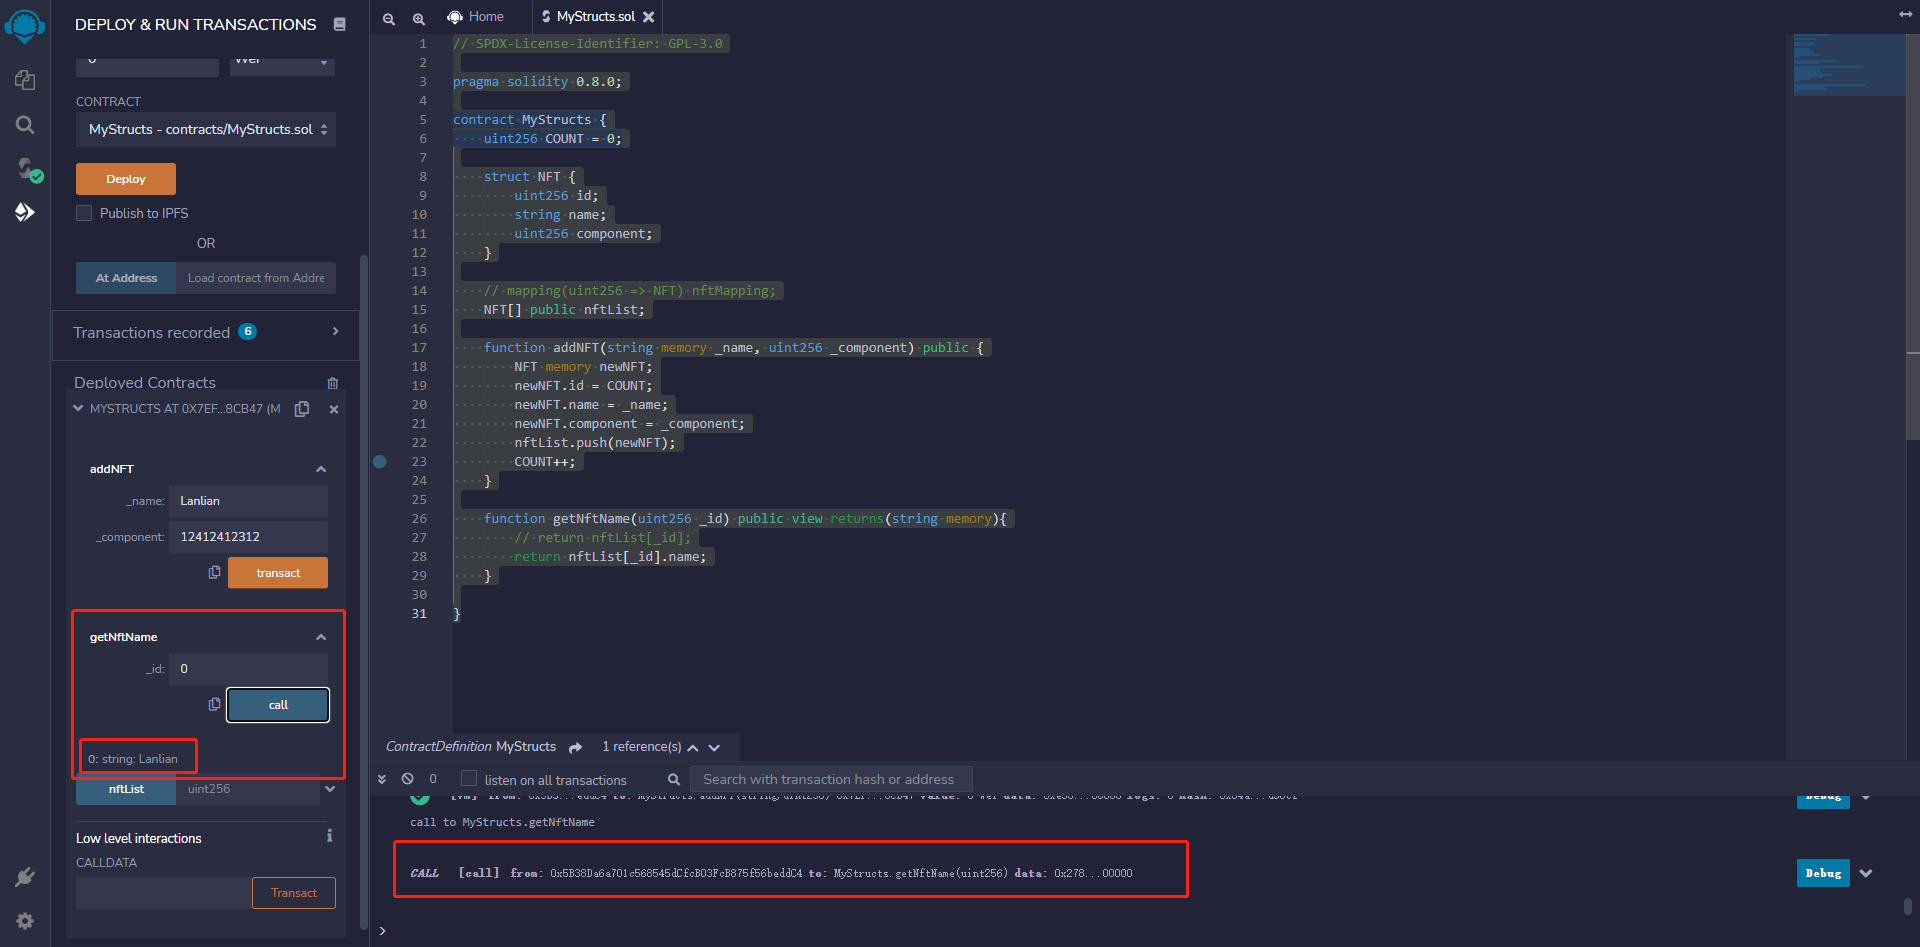 DEPLOY & RUN TRANSACTIONS
0
Wei
CONTRACT
MyStructs - contracts/MyStructs.sol
Deploy
Publish to IPFS
OR
At Address
Load contract from Addre
Transactions recorded 6
Deployed Contracts
MYSTRUCTS AT 0X7EF...8CB47 (M
addNFT
_name:
Lanlian
_component:
12412412312
transact
getNftName
_id:
0
call
0: string: Lanlian
nftList
uint256
Low level interactions
CALLDATA
Transact
Home
MyStructs.sol
1 // SPDX-License-Identifier: GPL-3.0
2
3 pragma solidity 0.8.0;
4
5 contract MyStructs {
6 uint256 COUNT = 0;
7
8 struct NFT {
9 uint256 id;
10 string name;
11 uint256 component;
12 }
13
14 // mapping(uint256 => NFT) nftMapping;
15 NFT[] public nftList;
16
17 function addNFT(string memory _name, uint256 _component) public {
18 NFT memory newNFT;
19 newNFT.id = COUNT;
20 newNFT.name = _name;
21 newNFT.component = _component;
22 nftList.push(newNFT);
23 COUNT++;
24 }
25
26 function getNftName(uint256 _id) public view returns(string memory){
27 // return nftList[_id];
28 return nftList[_id].name;
29 }
30
31 }
ContractDefinition MyStructs
1 reference(s)
0
listen on all transactions
Search with transaction hash or address
Debug
call to MyStructs.getNftName
CALL [call] from: 0x5B38Da6a701c568545dCfcB03FcB875f56beddC4 to: MyStructs.getNftName(uint256) data: 0x278...00000
Debug
>